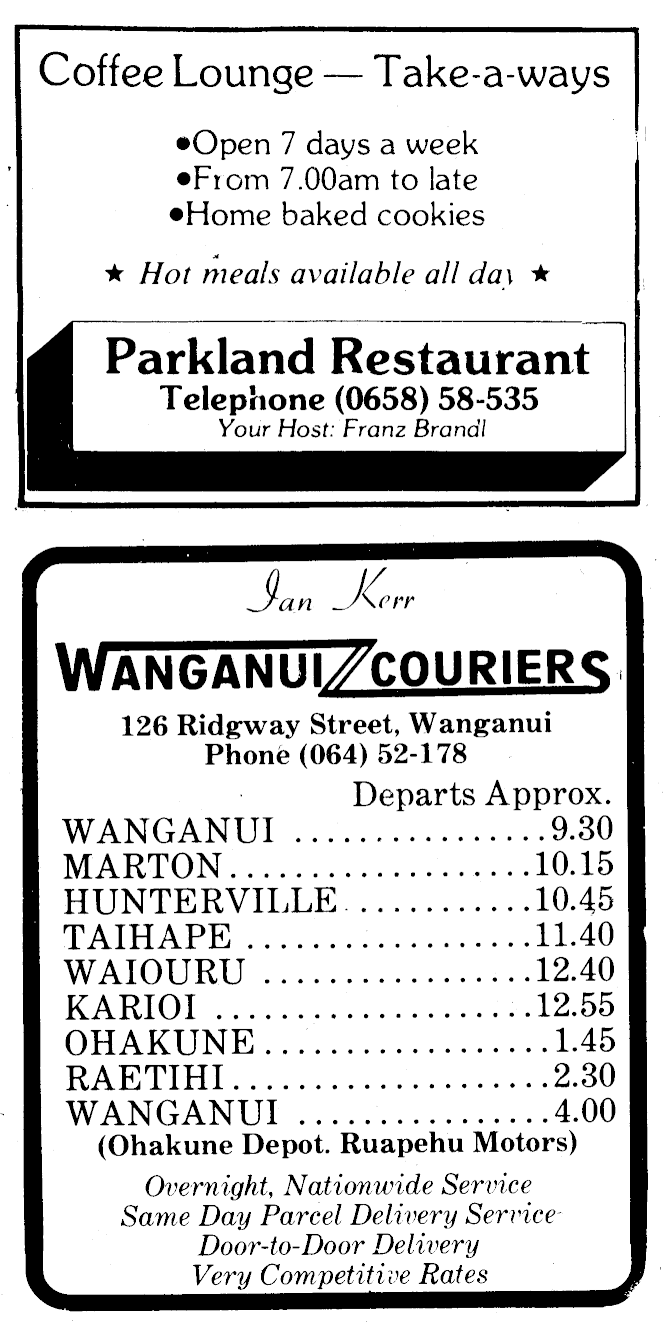 Coffee Lounge — Take-a-ways
●Open 7 days a week
●From 7.00am to late
●Home baked cookies
★ Hot meals available all day ★
Parkland Restaurant
Telephone (0658) 58-535
Your Host: Franz Brandl
Ian Kerr
WANGANUI COURIERS
126 Ridgway Street, Wanganui
Phone (064) 52-178
Departs Approx.
WANGANUI ................9.30
MARTON...................10.15
HUNTERVILLE............10.45
TAIHAPE ..................11.40
WAIOURU .................12.40
KARIOI ....................12.55
OHAKUNE..................1.45
RAETIHI....................2.30
WANGANUI ................4.00
(Ohakune Depot. Ruapehu Motors)
Overnight, Nationwide Service
Same Day Parcel Delivery Service
Door-to-Door Delivery
Very Competitive Rates